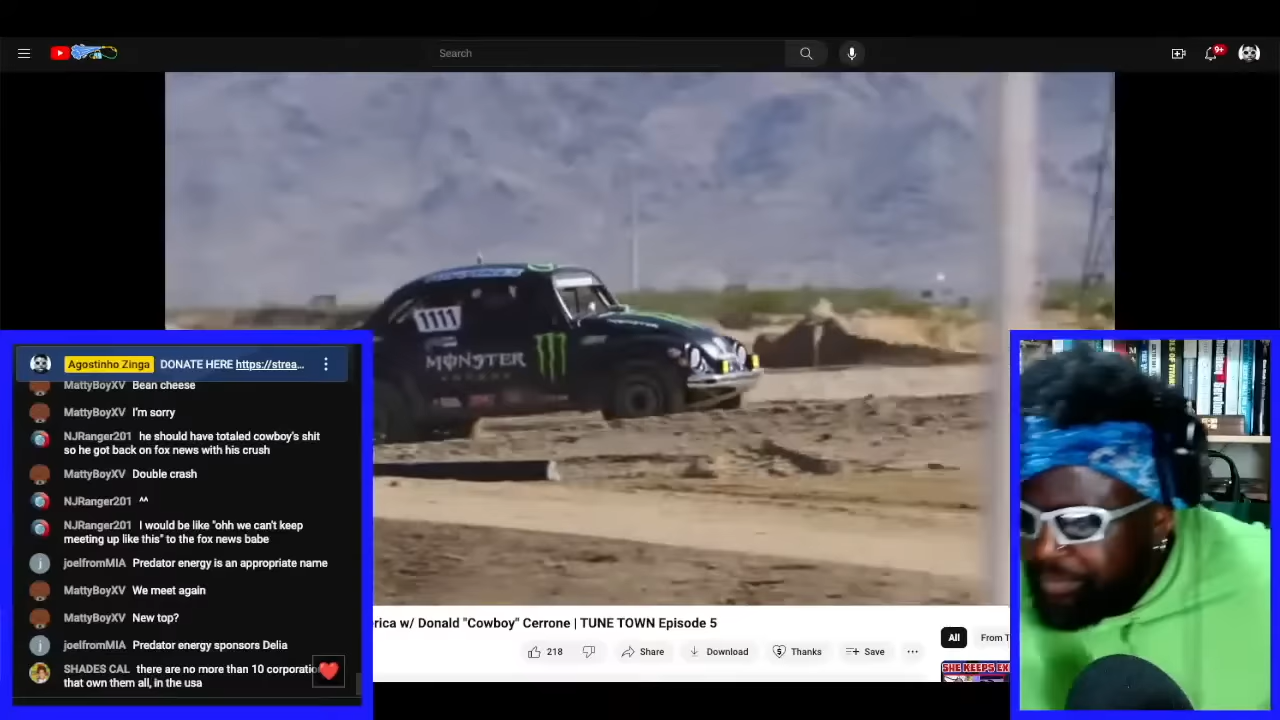 Search
9+
1111
MONSTER
ENERGY
Agostinho Zinga DONATE HERE https://strea...
MattyBoyXV Bean cheese
MattyBoyXV I'm sorry
NJRanger201 he should have totaled cowboy's shit
so he got back on fox news with his crush
MattyBoyXV Double crash
NJRanger201 ^^
NJRanger201 I would be like "ohh we can't keep
meeting up like this" to the fox news babe
joelfromMIA Predator energy is an appropriate name
MattyBoyXV We meet again
MattyBoyXV New top?
joelfromMIA Predator energy sponsors Delia
SHADES CAL there are no more than 10 corporatio
that own them all, in the usa
rica w/ Donald "Cowboy" Cerrone | TUNE TOWN Episode 5
218 Share Download Thanks Save ...
All From T
SHE KEEPS EX